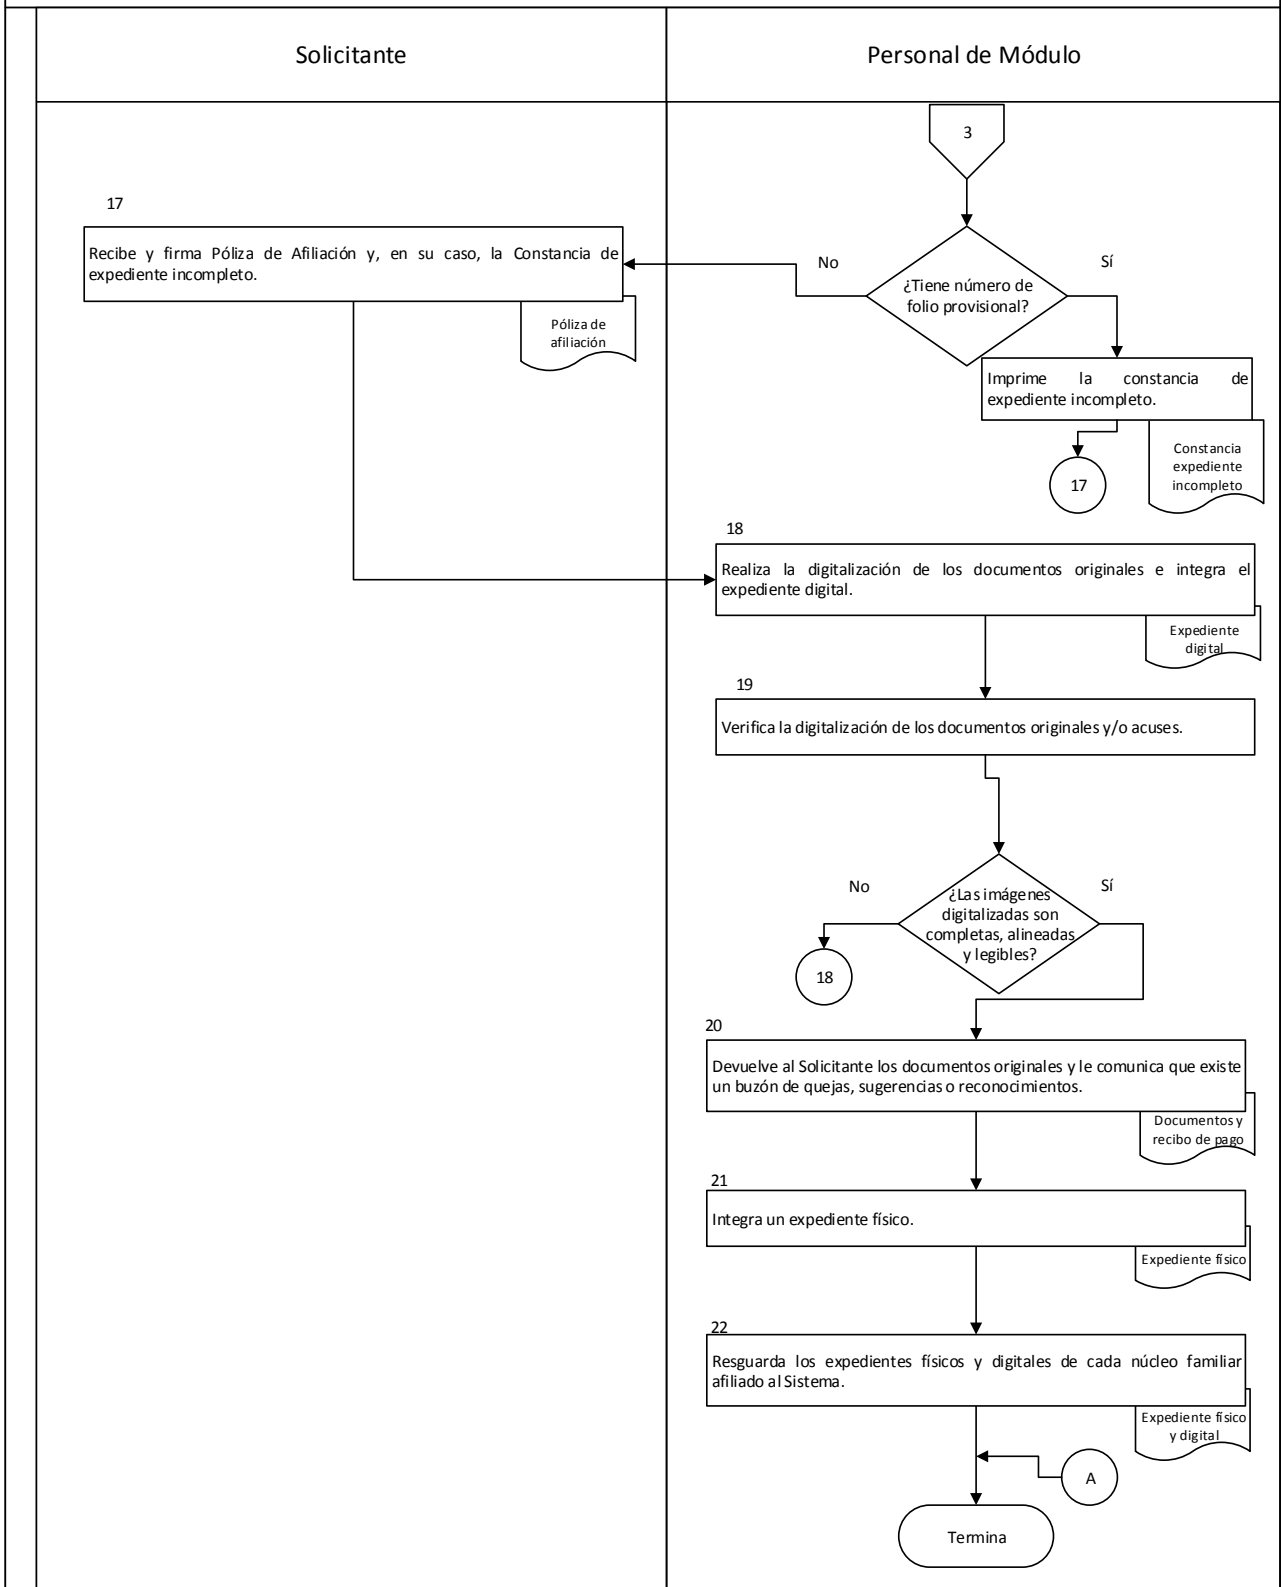 Solicitante
Personal de Módulo
3
17
Recibe y firma Póliza de Afiliación y, en su caso, la Constancia de
expediente incompleto.
Póliza de
afiliación
No
Sí
¿Tiene número de
folio provisional?
Imprime la constancia de
expediente incompleto.
Constancia
expediente
incompleto
17
18
Realiza la digitalización de los documentos originales e integra el
expediente digital.
Expediente
digital
19
Verifica la digitalización de los documentos originales y/o acuses.
No
Sí
¿Las imágenes
digitalizadas son
completas, alineadas
y legibles?
18
20
Devuelve al Solicitante los documentos originales y le comunica que existe
un buzón de quejas, sugerencias o reconocimientos.
Documentos y
recibo de pago
21
Integra un expediente físico.
Expediente físico
22
Resguarda los expedientes físicos y digitales de cada núcleo familiar
afiliado al Sistema.
Expediente físico
y digital
A
Termina